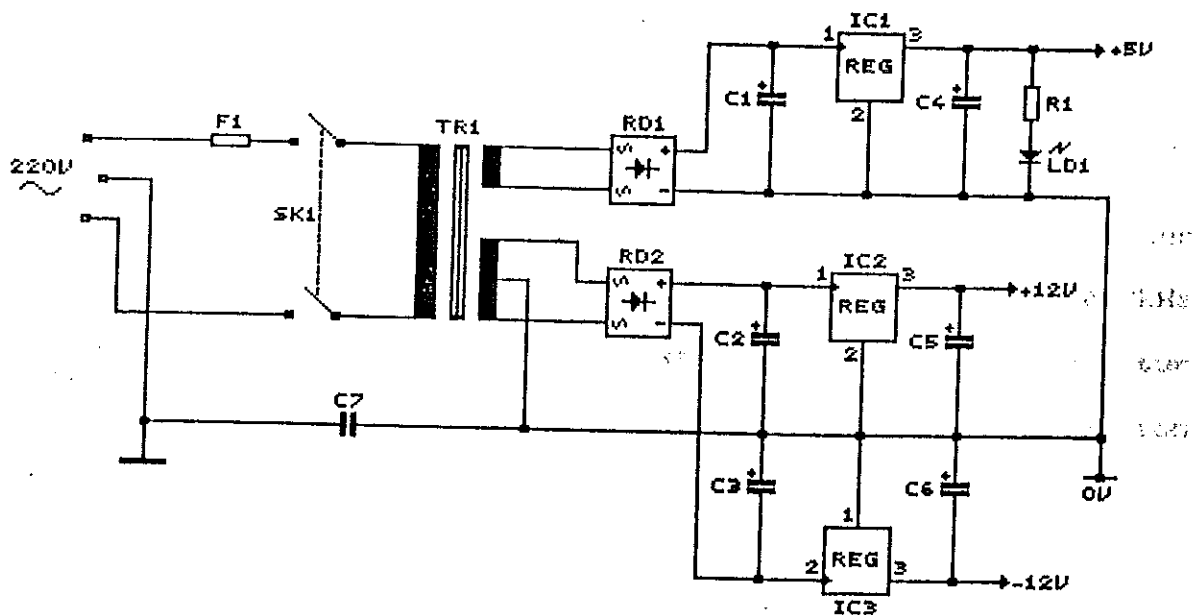 IC1
1
3
REG
2
+5V
C1
+
C4
+
R1
LD1
F1
TR1
RD1
S
S
+
-
220V
SK1
RD2
S
S
+
-
IC2
1
3
REG
2
+12V
C2
+
C5
+
C7
C3
+
C6
+
0V
1
2
REG
3
-12V
IC3